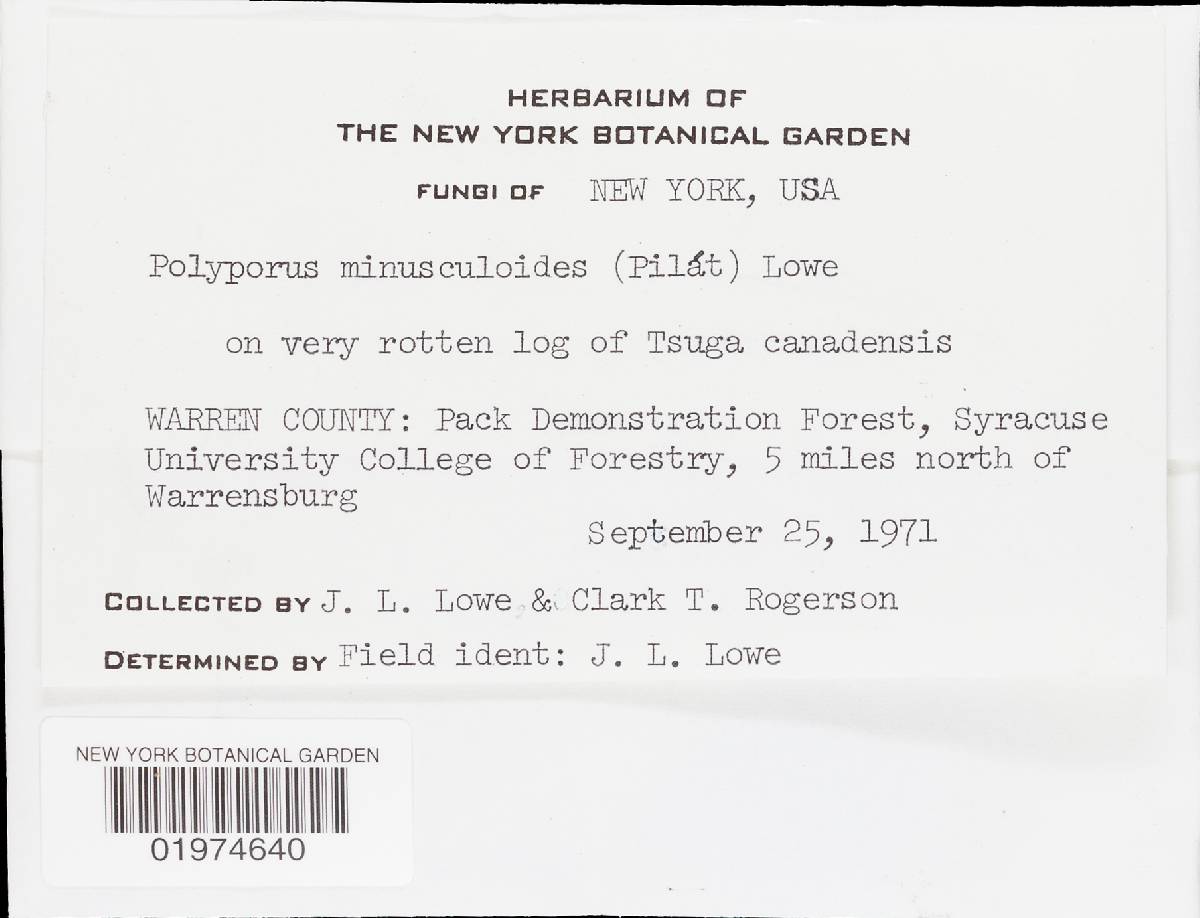 HERBARIUM OF
THE NEW YORK BOTANICAL GARDEN
FUNGI OF NEW YORK, USA
Polyporus minusculoides (Pilát) Lowe
on very rotten log of Tsuga canadensis
WARREN COUNTY: Pack Demonstration Forest, Syracuse
University College of Forestry, 5 miles north of
Warrensburg
September 25, 1971
COLLECTED BY J. L. Lowe & Clark T. Rogerson
DETERMINED BY Field ident: J. L. Lowe
NEW YORK BOTANICAL GARDEN
01974640